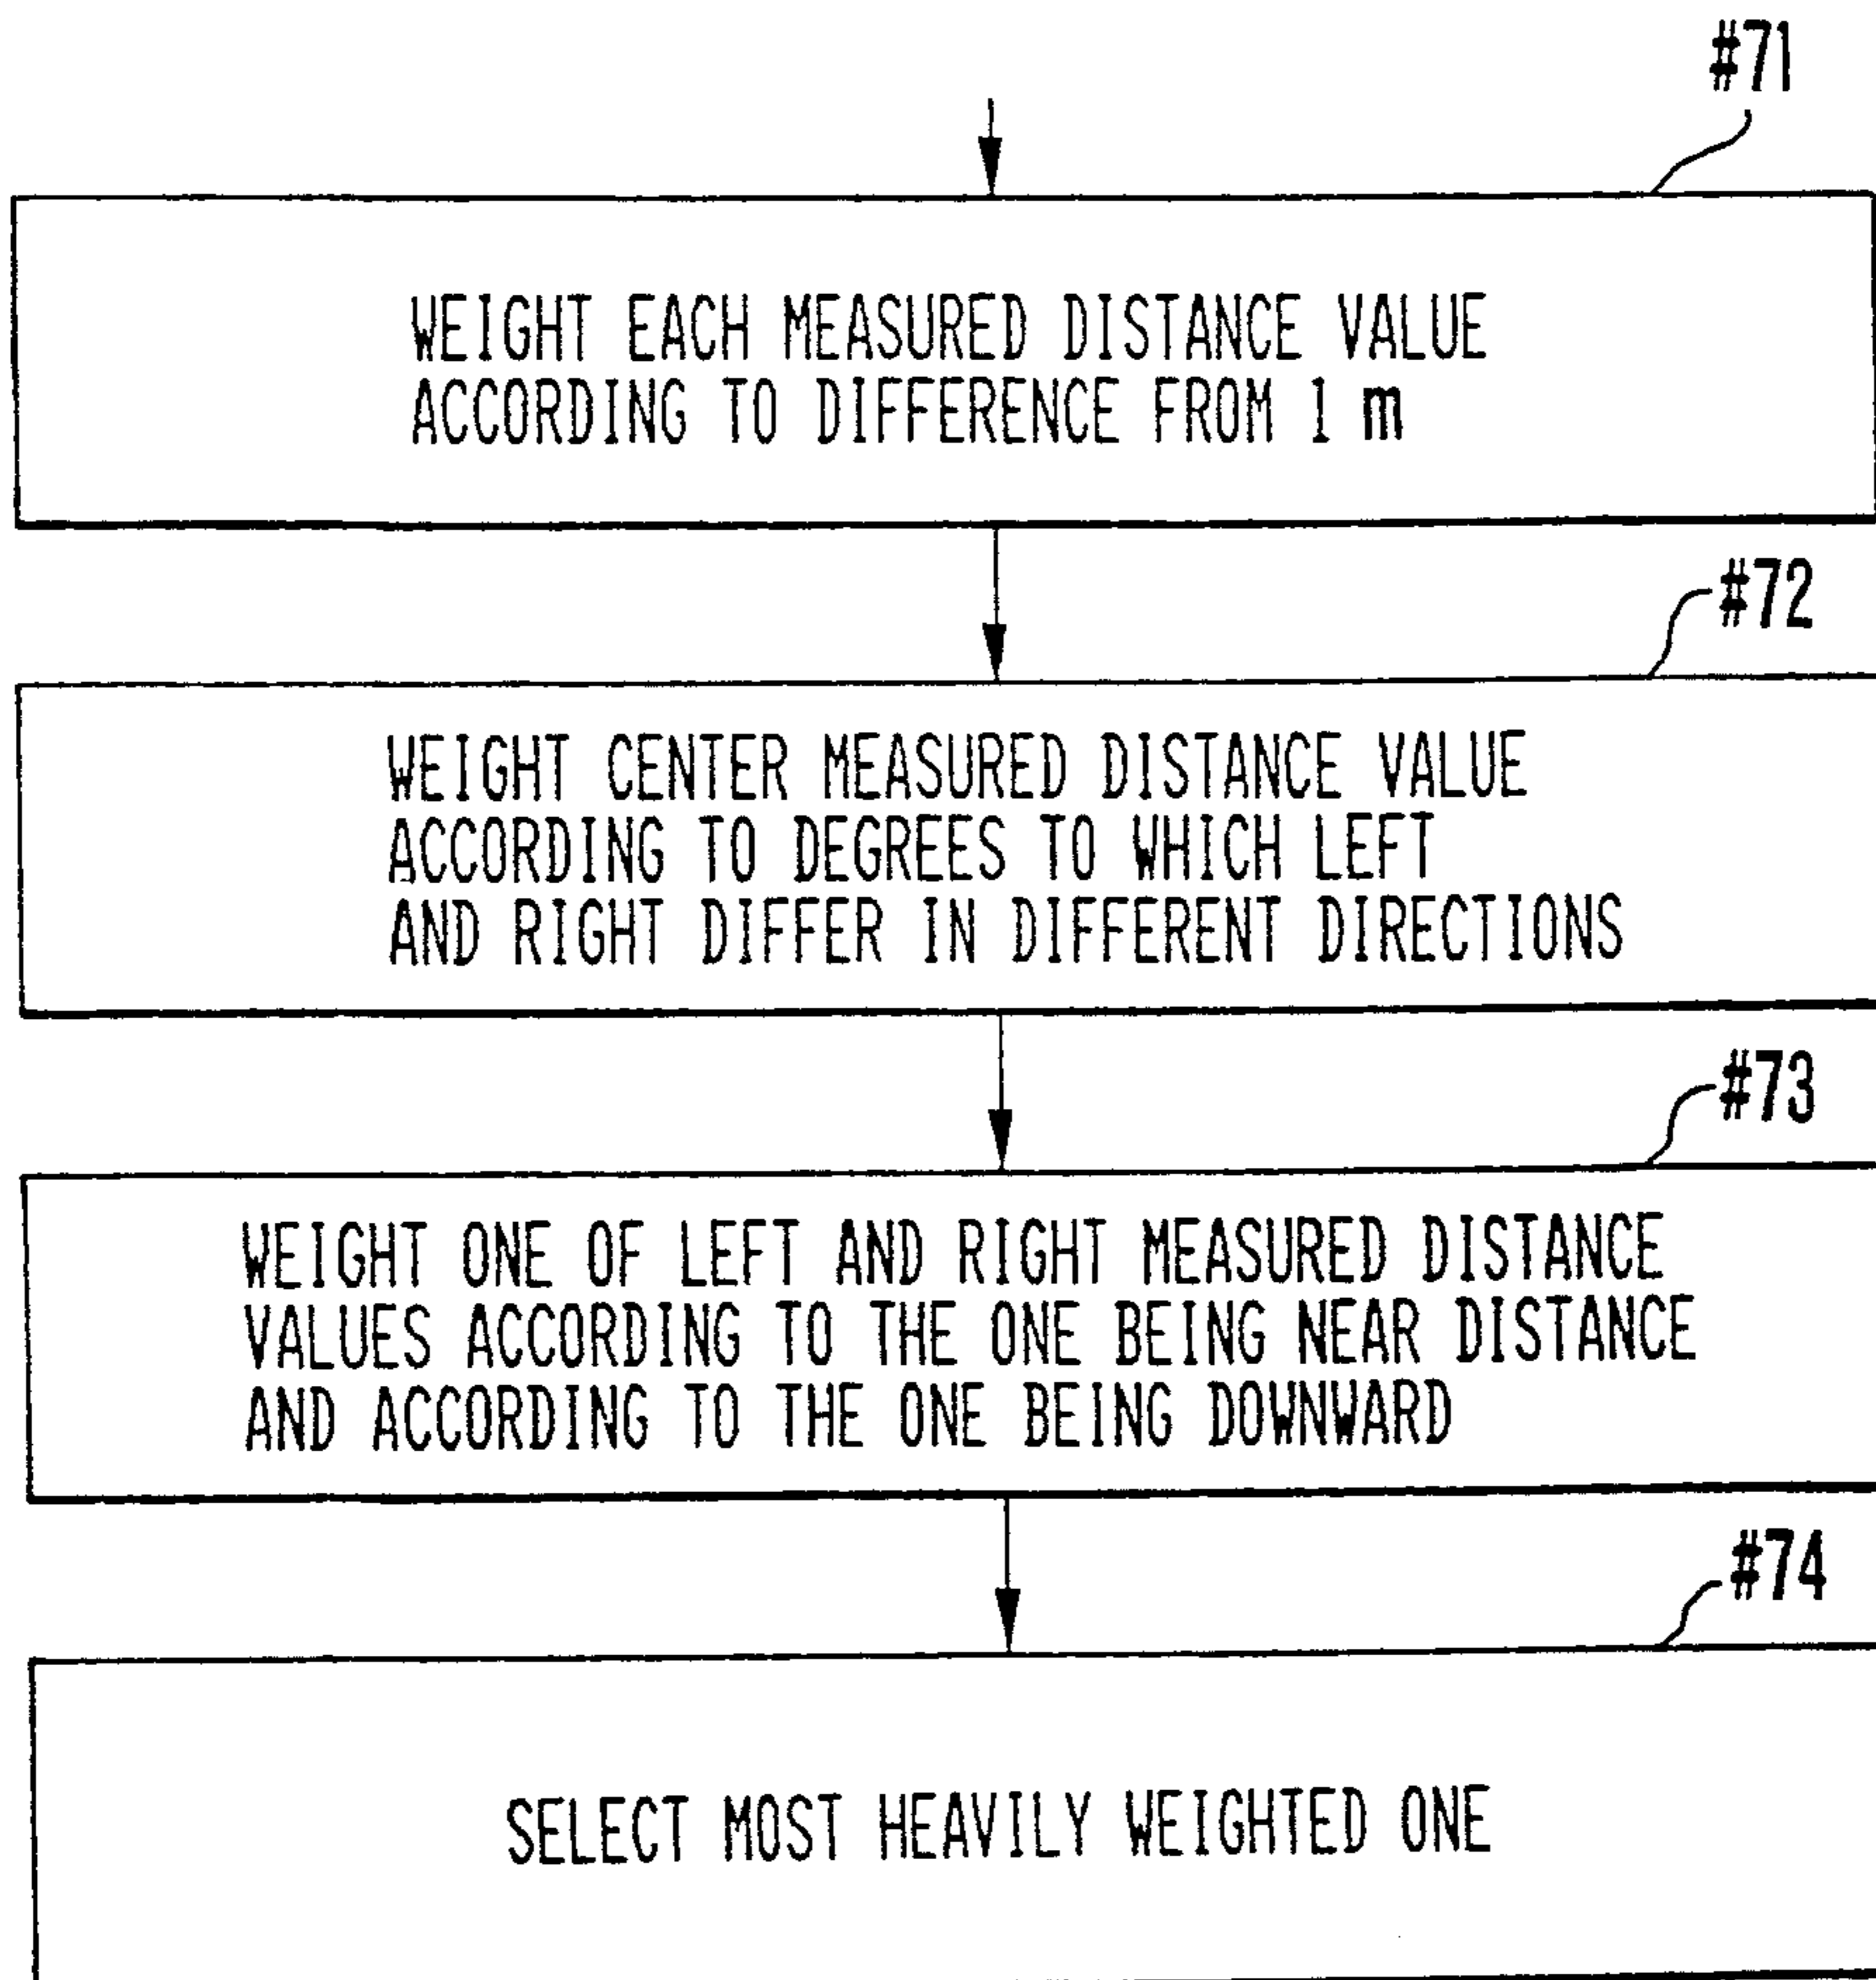 #71
WEIGHT EACH MEASURED DISTANCE VALUE
ACCORDING TO DIFFERENCE FROM 1 m
#72
WEIGHT CENTER MEASURED DISTANCE VALUE
ACCORDING TO DEGREES TO WHICH LEFT
AND RIGHT DIFFER IN DIFFERENT DIRECTIONS
#73
WEIGHT ONE OF LEFT AND RIGHT MEASURED DISTANCE
VALUES ACCORDING TO THE ONE BEING NEAR DISTANCE
AND ACCORDING TO THE ONE BEING DOWNWARD
#74
SELECT MOST HEAVILY WEIGHTED ONE